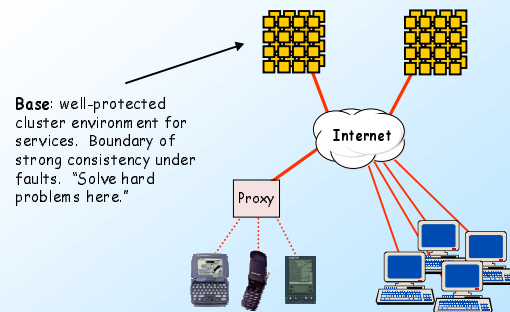 Base: well-protected
cluster environment for
services. Boundary of
strong consistency under
faults. “Solve hard
problems here.”
Internet
Proxy